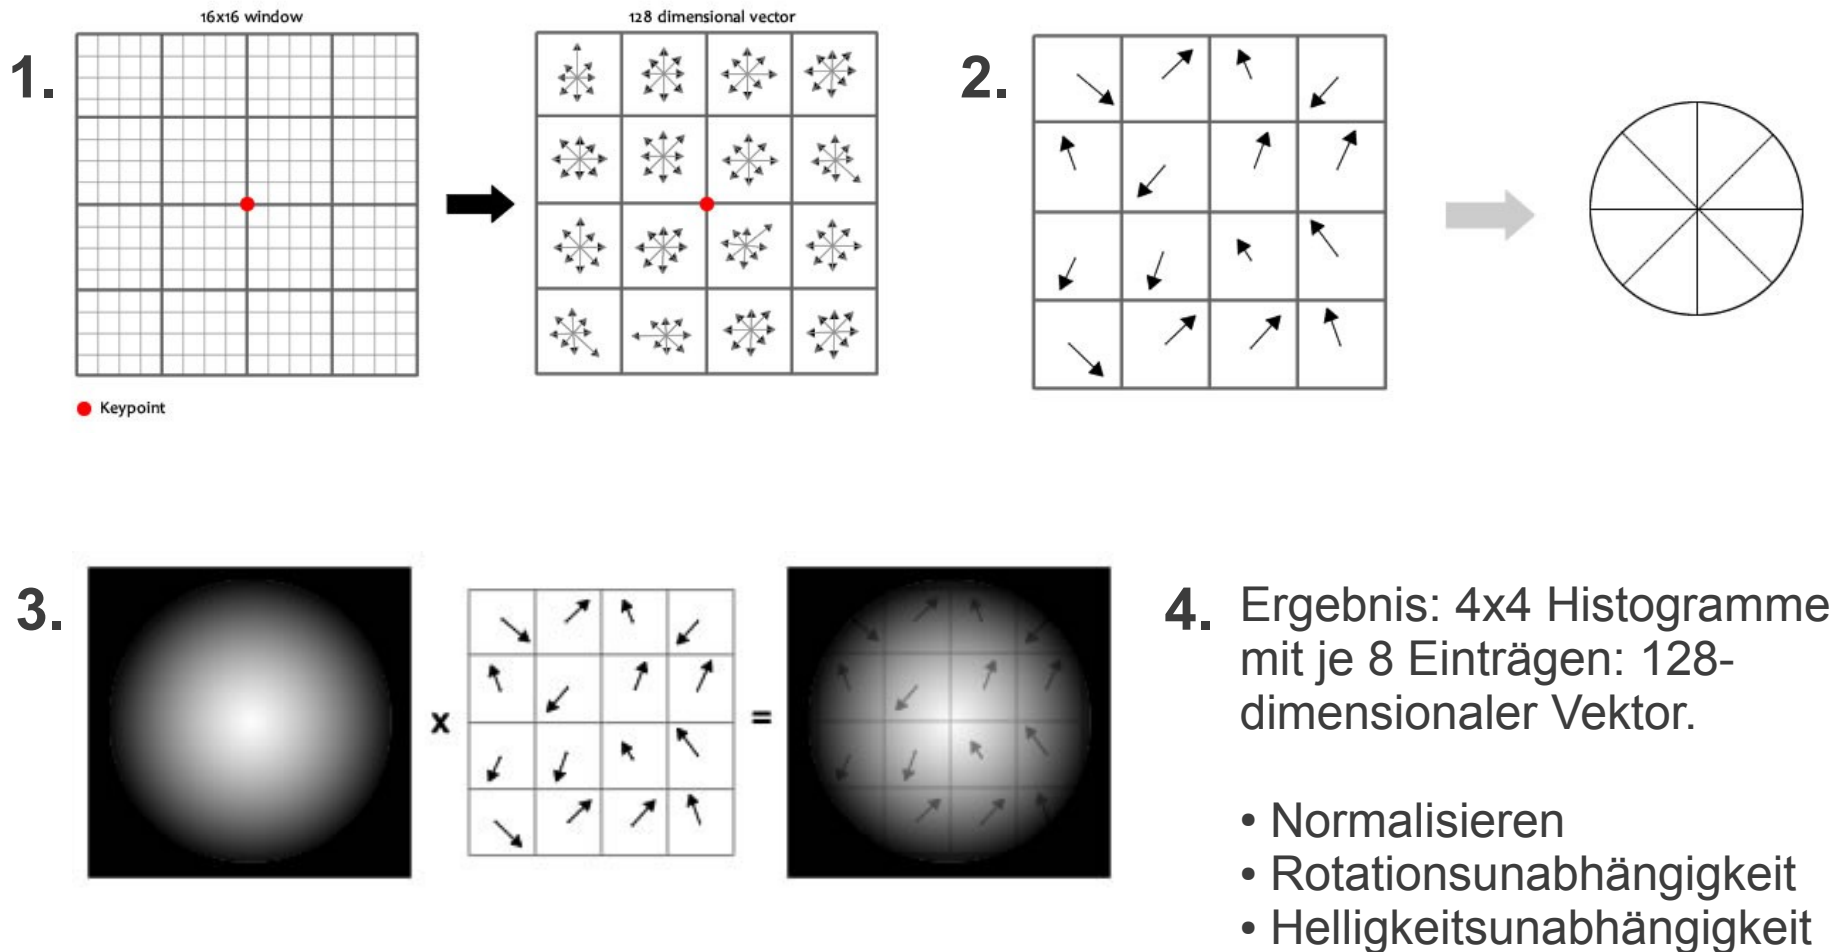 1.
16x16 window
128 dimensional vector
Keypoint
2.
3.
x
=
4.
Ergebnis: 4x4 Histogramme
mit je 8 Einträgen: 128-
dimensionaler Vektor.
• Normalisieren
• Rotationsunabhängigkeit
• Helligkeitsunabhängigkeit